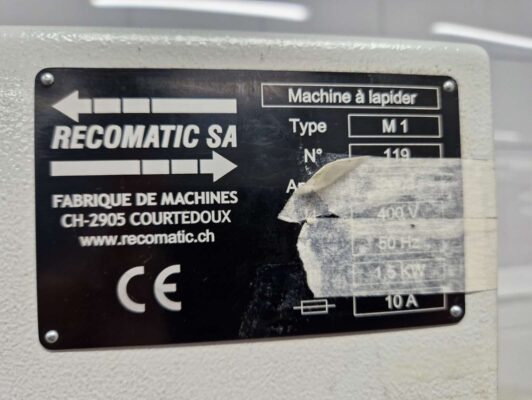 RECOMATIC SA
FABRIQUE DE MACHINES
CH-2905 COURTEDOUX
www.recomatic.ch
CE
Machine à lapider
Type M 1
N° 119
400 V
50 Hz
1.5 KW
10 A